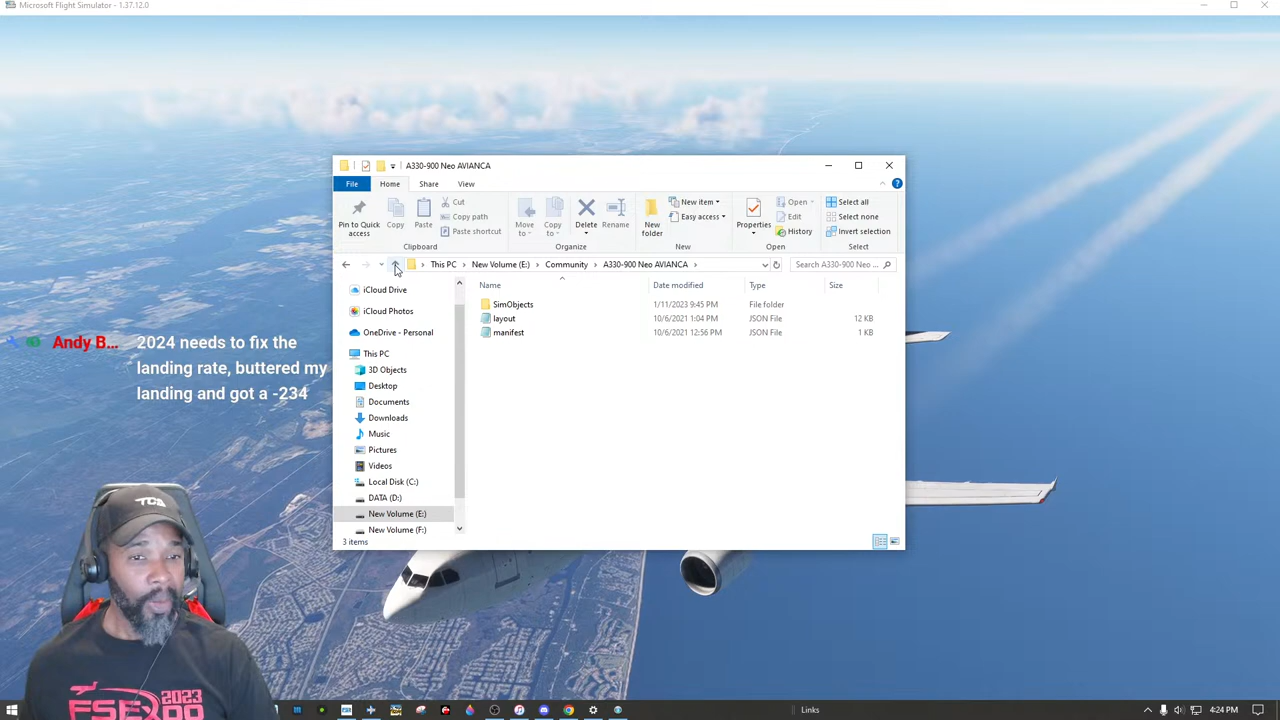 Microsoft Flight Simulator - 1.37.12.0
A330-900 Neo AVIANCA
File
Home
Share
View
Pin to Quick
access
Copy
Paste
Cut
Copy path
Paste shortcut
Clipboard
Move
to
Copy
to
Delete
Rename
Organize
New
folder
New item
Easy access
New
Properties
Open
Edit
History
Open
Select all
Select none
Invert selection
Select
This PC
New Volume (E:)
Community
A330-900 Neo AVIANCA
Search A330-900 Neo ...
iCloud Drive
iCloud Photos
OneDrive - Personal
This PC
3D Objects
Desktop
Documents
Downloads
Music
Pictures
Videos
Local Disk (C:)
DATA (D:)
New Volume (E:)
New Volume (F:)
Name Date modified Type Size
SimObjects 1/11/2023 9:45 PM File folder
layout 10/6/2021 1:04 PM JSON File 12 KB
manifest 10/6/2021 12:56 PM JSON File 1 KB
3 items
Andy B... 2024 needs to fix the
landing rate, buttered my
landing and got a -234
TCA
2023
FSEXPO
Links
4:24 PM